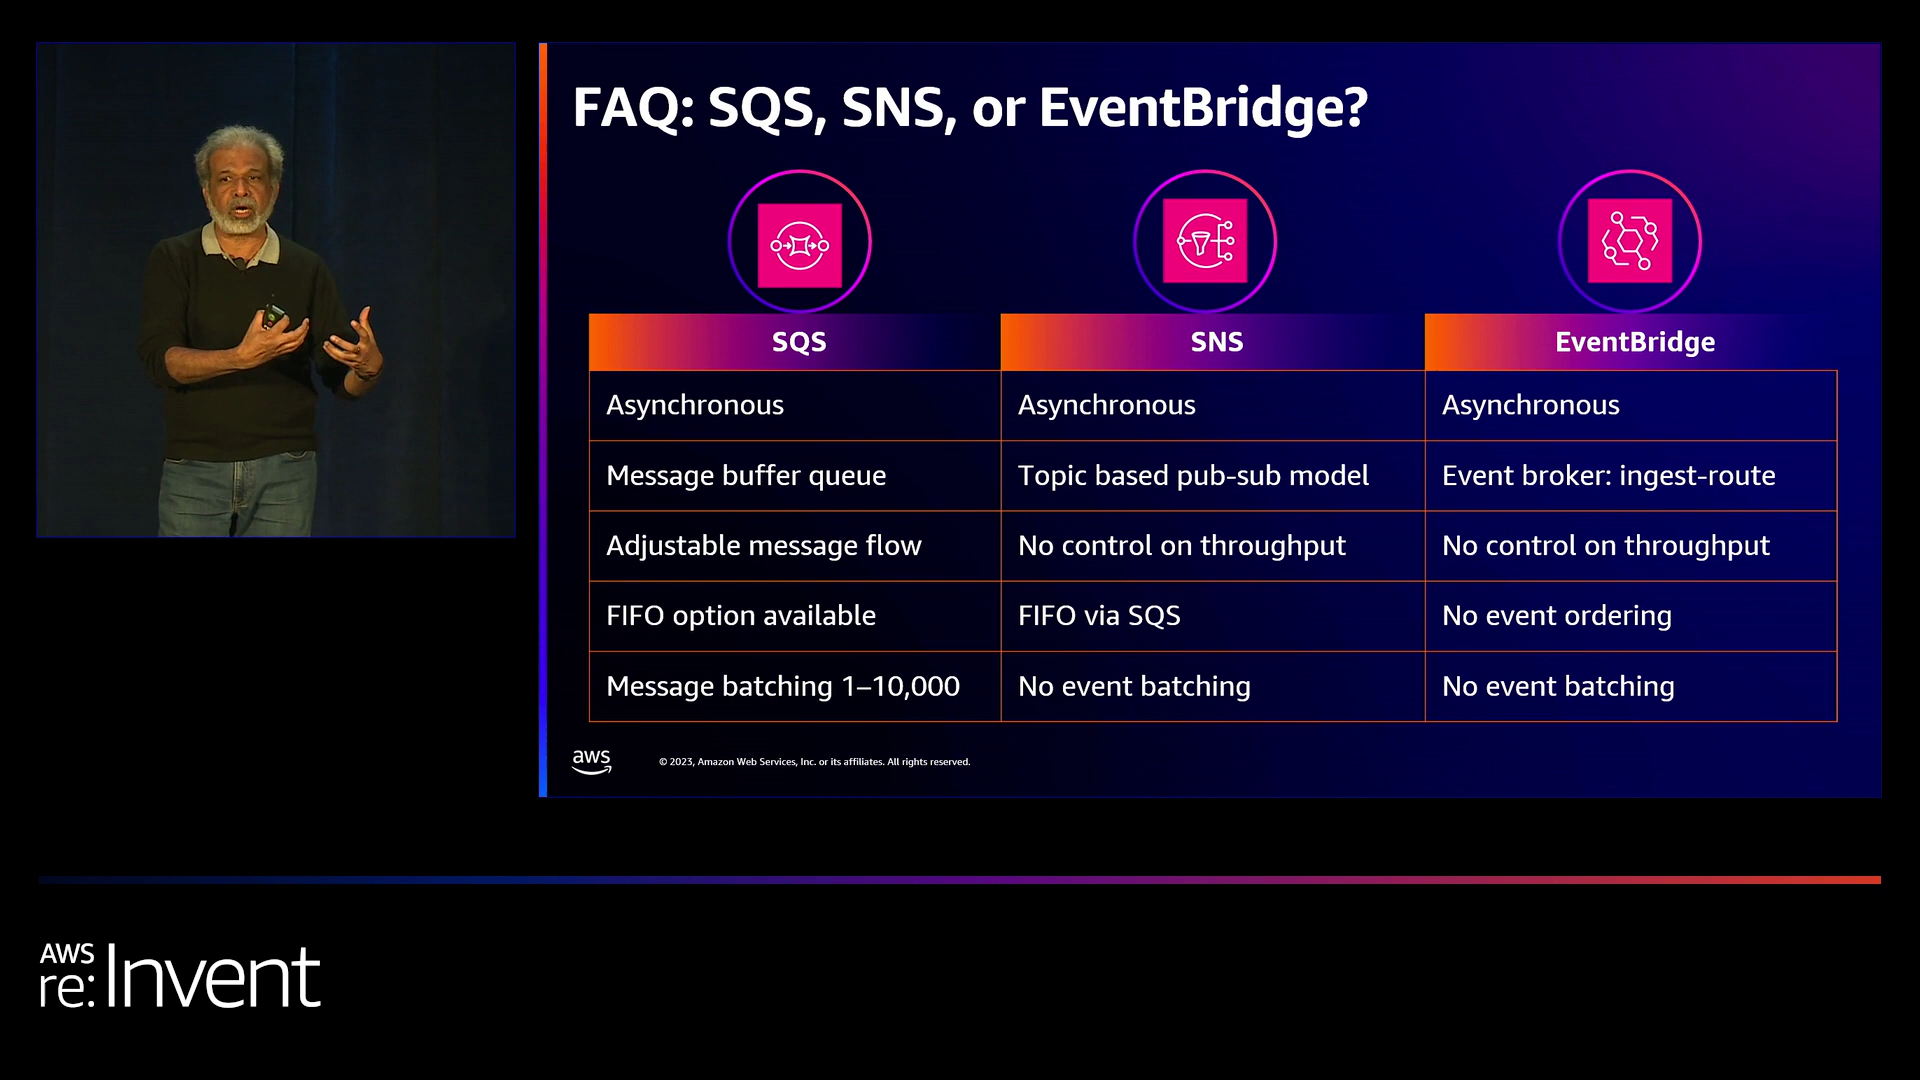 FAQ: SQS, SNS, or EventBridge?
SQS
SNS
EventBridge
Asynchronous
Asynchronous
Asynchronous
Message buffer queue
Topic based pub-sub model
Event broker: ingest-route
Adjustable message flow
No control on throughput
No control on throughput
FIFO option available
FIFO via SQS
No event ordering
Message batching 1–10,000
No event batching
No event batching
aws
© 2023, Amazon Web Services, Inc. or its affiliates. All rights reserved.
AWS
re:Invent